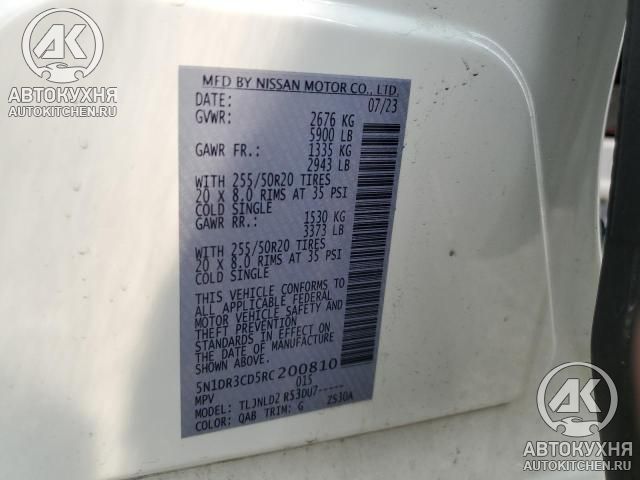 АК
АВТОКУХНЯ
AUTOKITCHEN.RU
MFD BY NISSAN MOTOR CO., LTD.
DATE: 07/23
GVWR: 2676 KG
5900 LB
GAWR FR.: 1335 KG
2943 LB
WITH 255/50R20 TIRES
20 X 8.0 RIMS AT 35 PSI
COLD SINGLE
GAWR RR.: 1530 KG
3373 LB
WITH 255/50R20 TIRES
20 X 8.0 RIMS AT 35 PSI
COLD SINGLE
THIS VEHICLE CONFORMS TO
ALL APPLICABLE FEDERAL
MOTOR VEHICLE SAFETY AND
THEFT PREVENTION
STANDARDS IN EFFECT ON THE
DATE OF MANUFACTURE
5N1DR3CD5RC200810
MPV 015
MODEL: TLJNLDZ R53DU7-----
COLOR: QAB TRIM: G ZS30A
АК
АВТОКУХНЯ
AUTOKITCHEN.RU